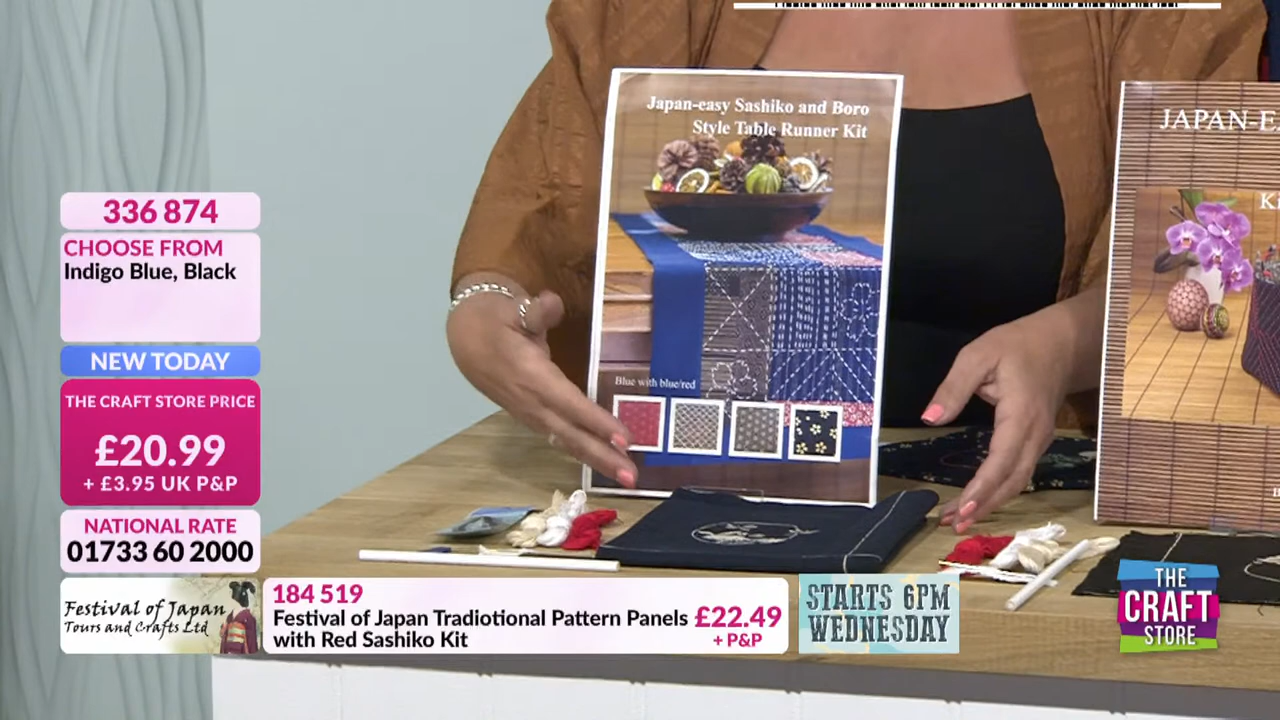 Japan-easy Sashiko and Boro
Style Table Runner Kit
Blue with blue/red
JAPAN-E
Ki
336 874
CHOOSE FROM
Indigo Blue, Black
NEW TODAY
THE CRAFT STORE PRICE
£20.99
+ £3.95 UK P&P
NATIONAL RATE
01733 60 2000
Festival of Japan
Tours and Crafts Ltd
184 519
Festival of Japan Tradiotional Pattern Panels
with Red Sashiko Kit
£22.49
+ P&P
STARTS 6PM
WEDNESDAY
THE
CRAFT
STORE